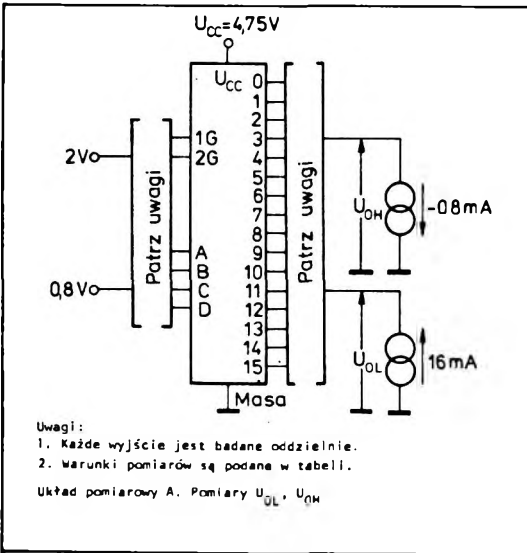 U_CC=4,75V
U_CC
0
1
2
3
4
5
6
7
8
9
10
11
12
13
14
15
1G
2G
A
B
C
D
2V
0,8V
Patrz uwagi
Patrz uwagi
U_OH
-08mA
U_OL
16mA
Masa
Uwagi:
1. Każde wyjście jest badane oddzielnie.
2. Warunki pomiarów są podane w tabeli.
Układ pomiarowy A. Pomiary U_OL, U_OH